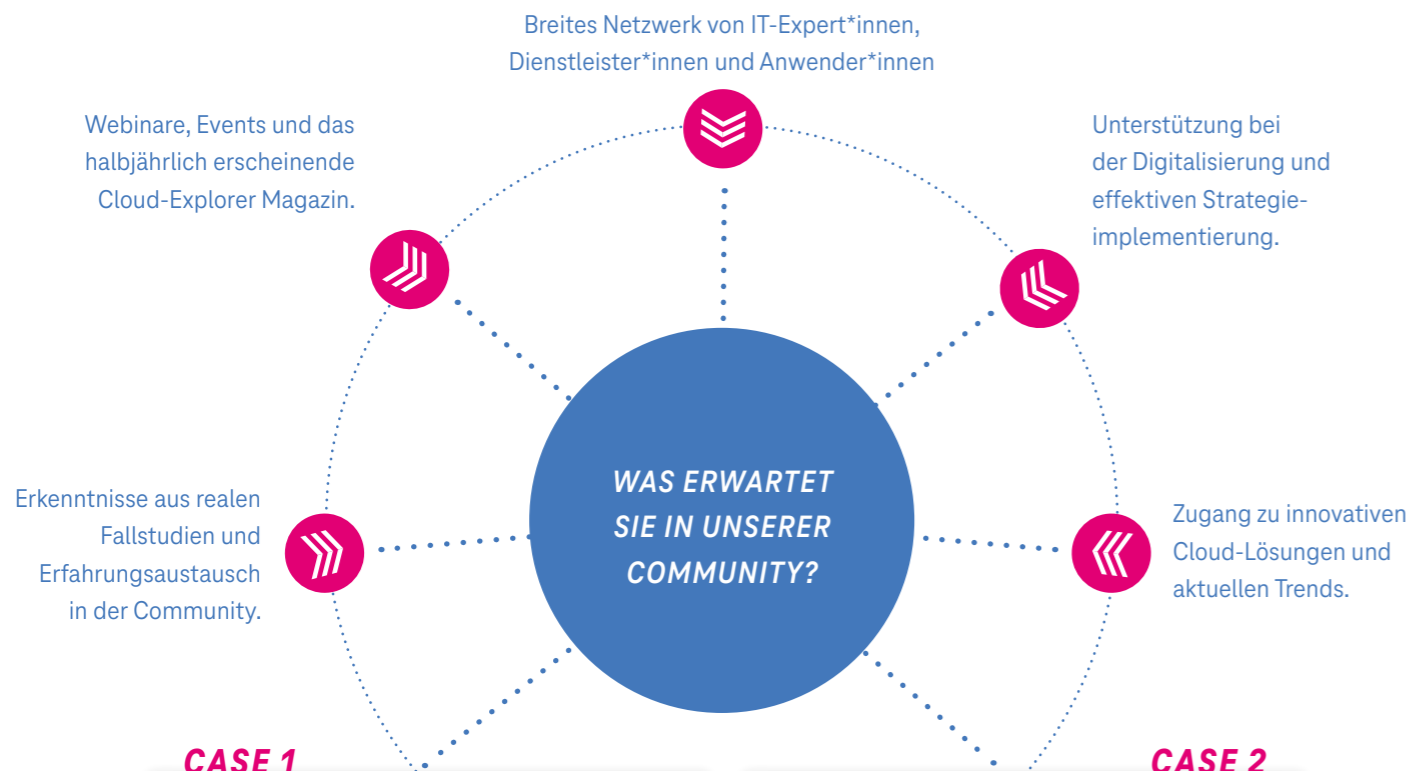 Breites Netzwerk von IT-Expert*innen,
Dienstleister*innen und Anwender*innen
Webinare, Events und das
halbjährlich erscheinende
Cloud-Explorer Magazin.
Unterstützung bei
der Digitalisierung und
effektiven Strategie-
implementierung.
WAS ERWARTET
SIE IN UNSERER
COMMUNITY?
Erkenntnisse aus realen
Fallstudien und
Erfahrungsaustausch
in der Community.
Zugang zu innovativen
Cloud-Lösungen und
aktuellen Trends.
CASE 1
CASE 2